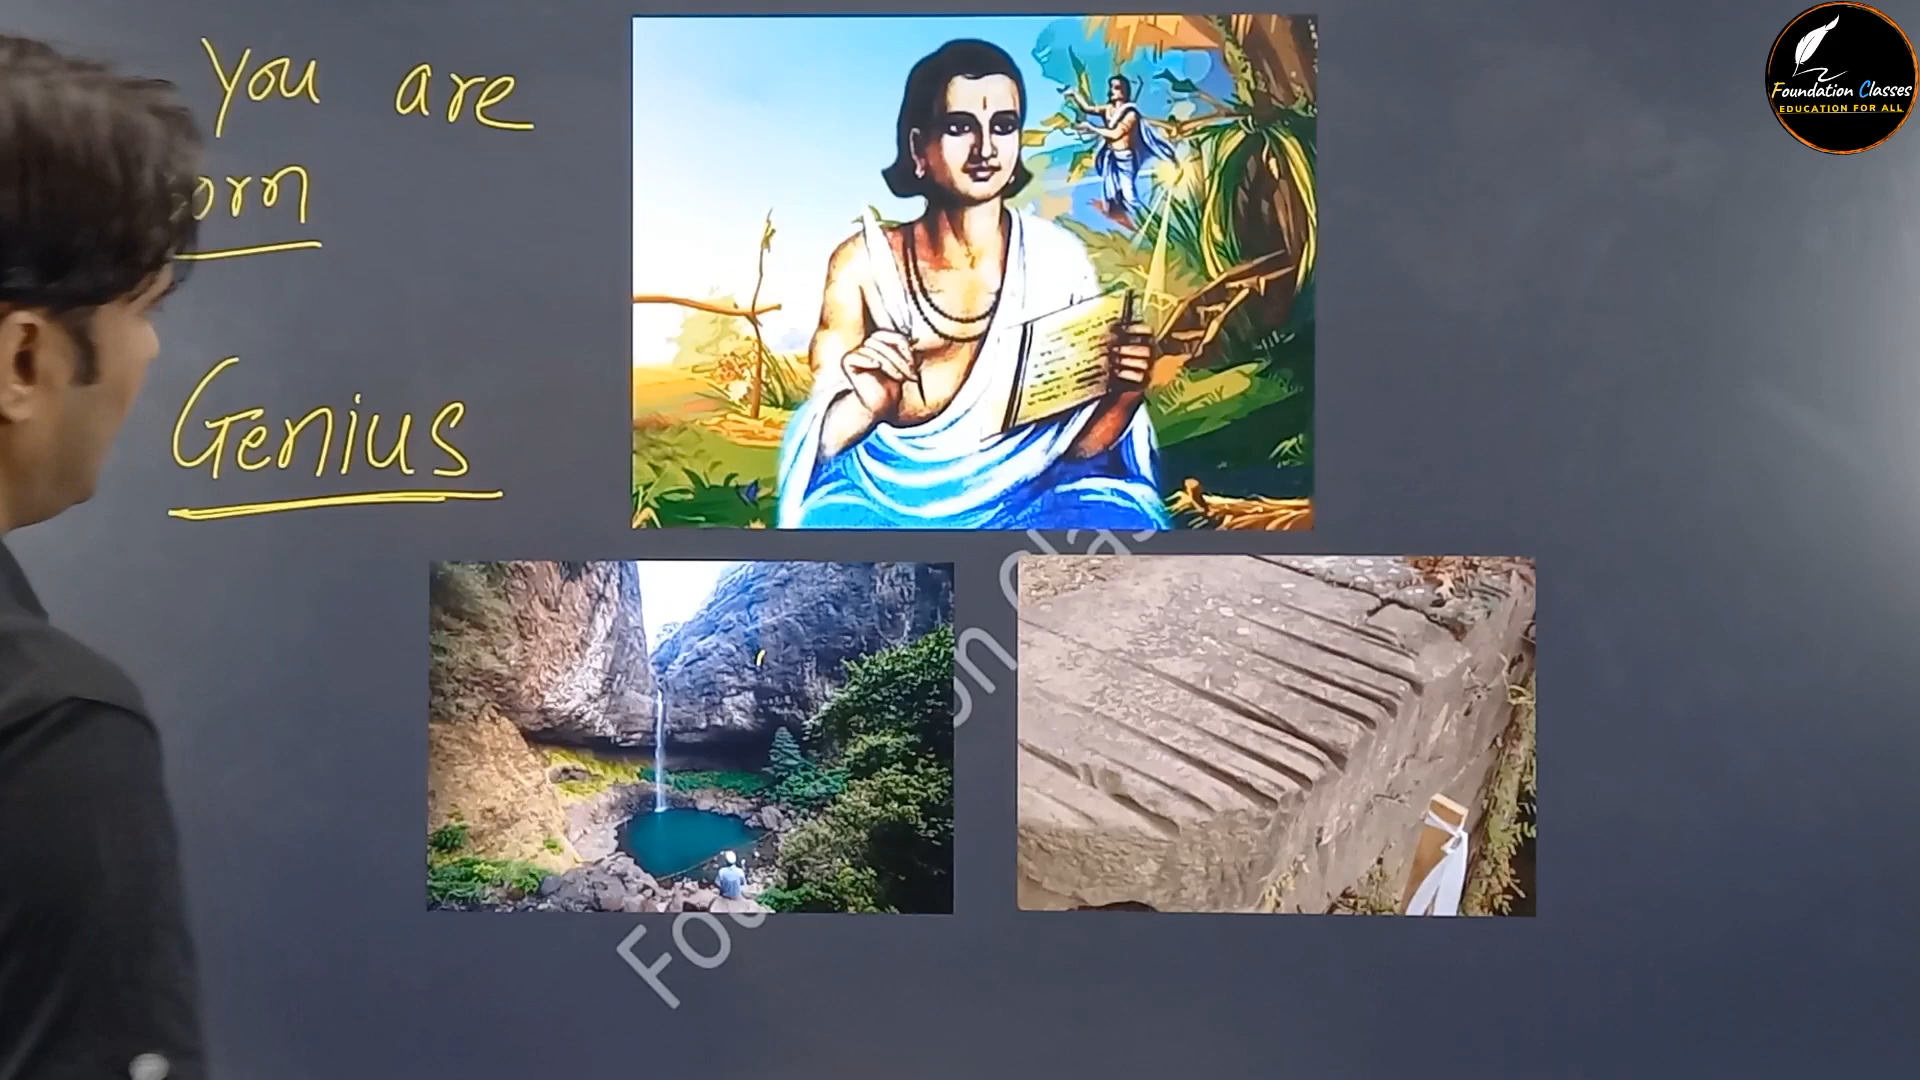 You are
orn
Genius
Foundation Classes
EDUCATION FOR ALL